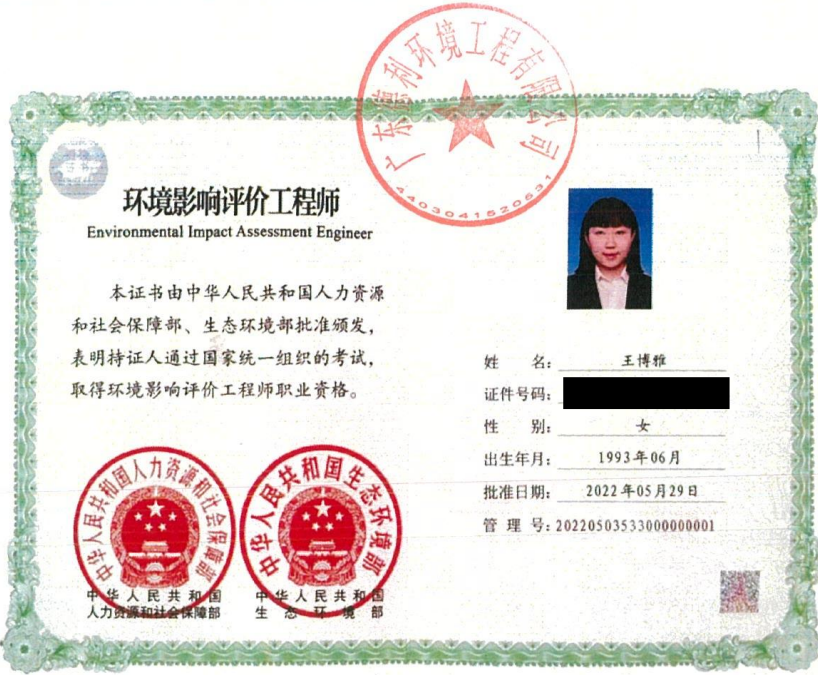 广东德利环境工程有限公司
4403041520531
环境影响评价工程师
Environmental Impact Assessment Engineer
本证书由中华人民共和国人力资源
和社会保障部、生态环境部批准颁发，
表明持证人通过国家统一组织的考试，
取得环境影响评价工程师职业资格。
姓 名： 王博雅
证件号码：
性 别： 女
出生年月： 1993年06月
批准日期： 2022年05月29日
管 理 号： 20220503533000000001
中华人民共和国人力资源和社会保障部
中华人民共和国生态环境部
中华人民共和国
人力资源和社会保障部
中华人民共和国
生态环境部